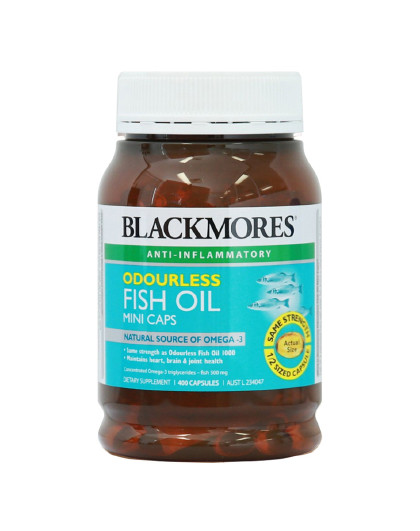 BLACKMORES®
ANTI-INFLAMMATORY
ODOURLESS
FISH OIL
MINI CAPS
NATURAL SOURCE OF OMEGA-3
• Same strength as Odourless Fish Oil 1000
• Maintains heart, brain & joint health
Concentrated Omega-3 triglycerides - fish 500 mg
DIETARY SUPPLEMENT | 400 CAPSULES | AUST L 234047
SAME STRENGTH
Actual
Size
1/2 SIZED CAPSULE